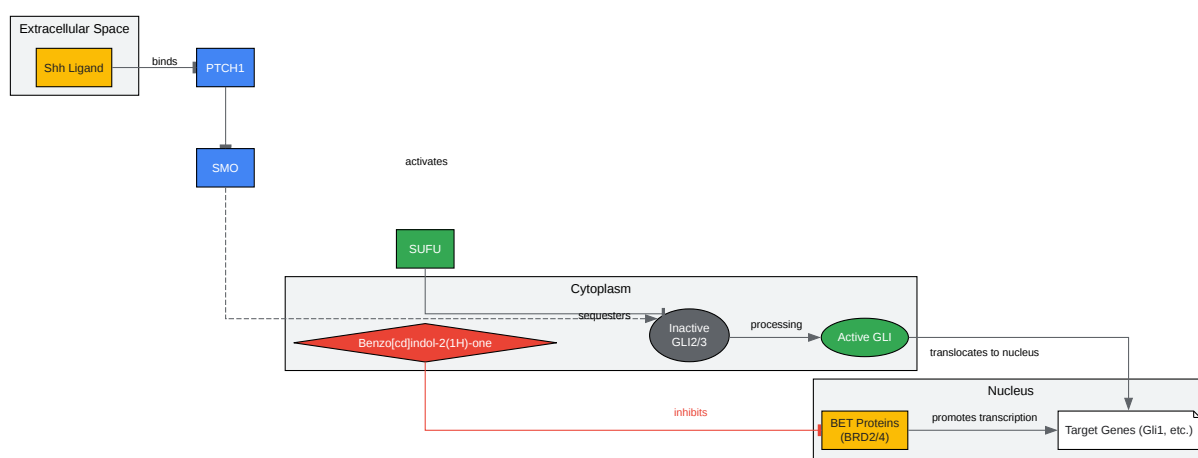 Extracellular Space
Shh Ligand
binds
PTCH1
SMO
activates
SUFU
Cytoplasm
sequesters
Inactive
GLI2/3
processing
Active GLI
Benzo[cd]indol-2(1H)-one
translocates to nucleus
Nucleus
inhibits
BET Proteins
(BRD2/4)
promotes transcription
Target Genes (Gli1, etc.)